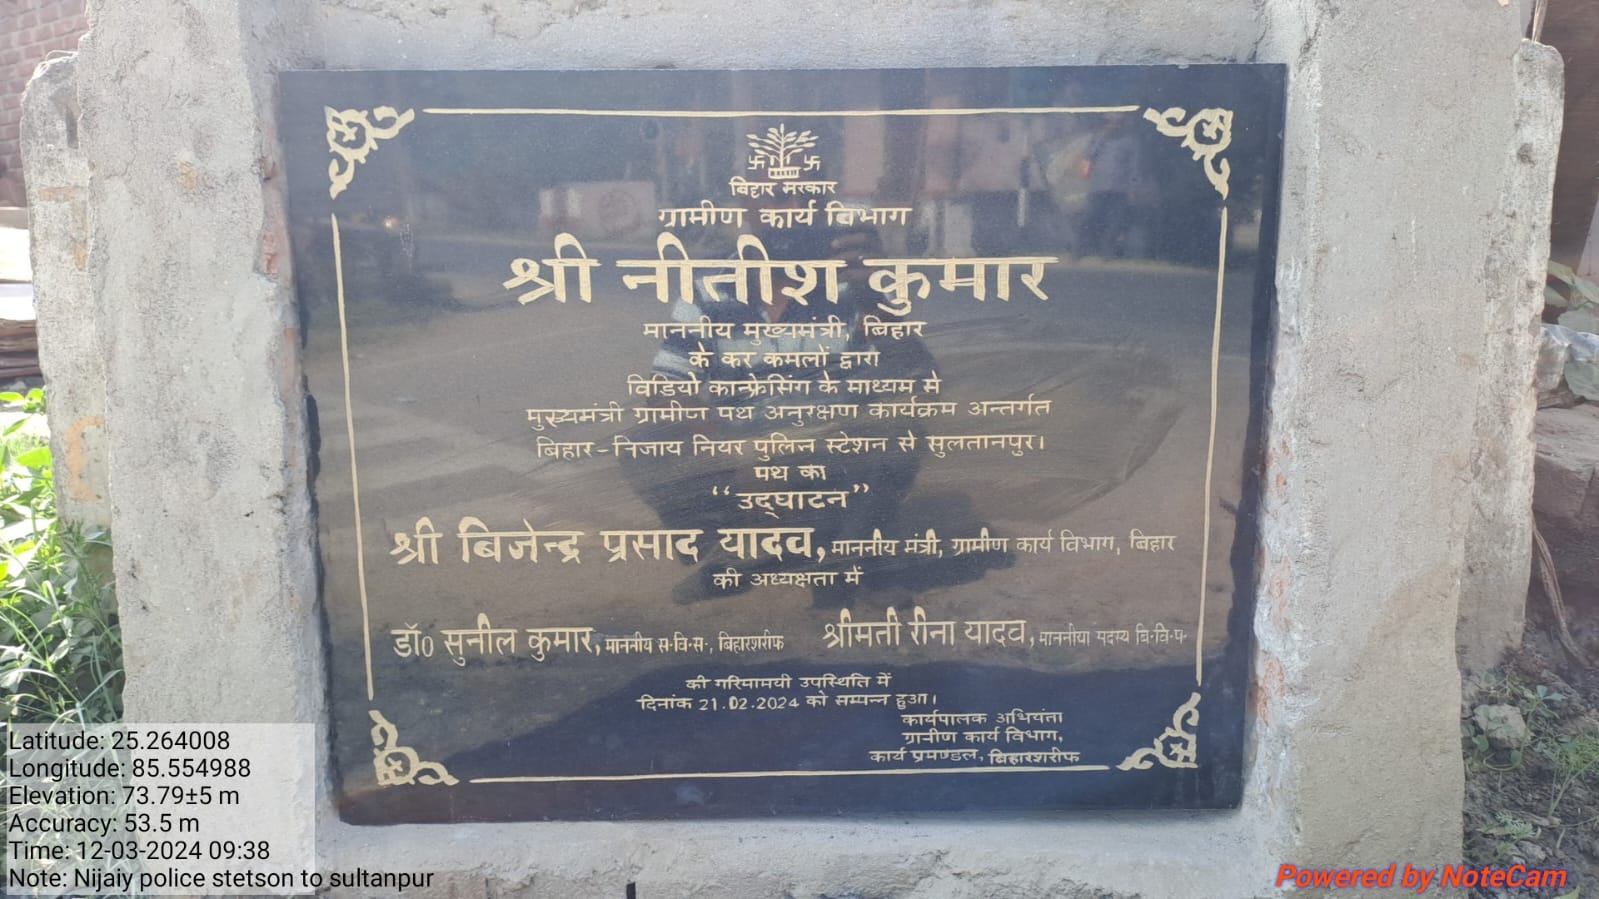 बिहार सरकार
ग्रामीण कार्य विभाग
श्री नीतीश कुमार
माननीय मुख्यमंत्री, बिहार
के कर कमलों द्वारा
विडियो कान्फ्रेसिंग के माध्यम से
मुख्यमंत्री ग्रामीण पथ अनुरक्षण कार्यक्रम अन्तर्गत
बिहार-निजाय नियर पुलिस स्टेशन से सुलतानपुर।
पथ का
“उद्घाटन”
श्री बिजेन्द्र प्रसाद यादव, माननीय मंत्री, ग्रामीण कार्य विभाग, बिहार
की अध्यक्षता में
डॉ0 सुनील कुमार, माननीय स.वि.स., बिहारशरीफ श्रीमती रीना यादव, माननीया सदस्य बि.वि.प.
की गरिमामयी उपस्थिति में
दिनांक 21.02.2024 को सम्पन्न हुआ।
कार्यपालक अभियंता
ग्रानीण कार्य विभाग,
कार्य प्रमण्डल, बिहारशरीफ
Latitude: 25.264008
Longitude: 85.554988
Elevation: 73.79±5 m
Accuracy: 53.5 m
Time: 12-03-2024 09:38
Note: Nijaiy police stetson to sultanpur
Powered by NoteCam